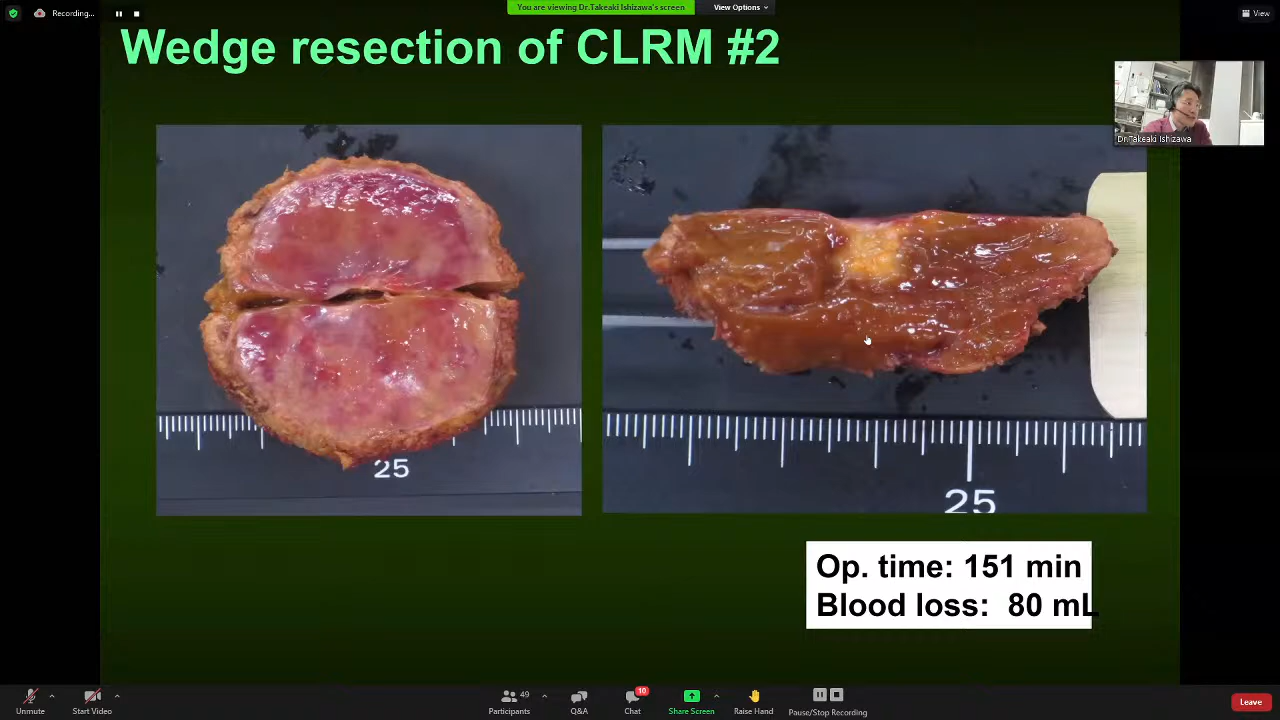 Recording...
You are viewing Dr.Takeaki Ishizawa's screen
View Options
View
Wedge resection of CLRM #2
Dr.Takeaki Ishizawa
25
25
Op. time: 151 min
Blood loss: 80 mL
Unmute
Start Video
Participants
49
Q&A
Chat
10
Share Screen
Raise Hand
Pause/Stop Recording
Leave